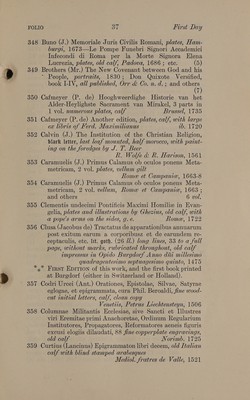 FOLIO 37 First Day
348 Buno (J.) Memoriale Juris Civilis Romani, plates, Ham-
burgi, 1673—Le Pompe Funebri Signori Accademici
Infecondi di Roma per la Morte Signora Elena
Lucrezia, plates, old calf, Padoua, 1686; etc. (5)
349 Brothers (Mr.) The New Covenant between God and his
People, portraits, 1830; Don Quixote Versified,
book I-IV, all published, Orr & Co. n. d.; and others
(7)
350 Cafmeyer (P. de) Hooghweerdighe Historie van het
Alder-Heylighste Sacrament van Mirakel, 3 parts in
1 vol. numerous plates, calf Brussel, 1735
351 Cafmeyer (P. de) Another edition, plates, calf, with large
ex libris of Ferd. Maximilianus ib. 1720
352 Calvin (J.) The Institution of the Christian Religion,
black letter, last leaf mounted, half morocco, with paint-
ing on the foredges by J. T. Beer
R. Wolfe & R. Harison, 1561
353 Caramuelis (J.) Primus Calamus ob oculos ponens Meta-
metricam, 2 vol. plates, vellum gilt
Romæ et Campaniæ, 1663-8
354 Caramuelis (J.) Primus Calamus ob oculos ponens Meta-
metricam, 2 vol. vellum, Romæ et Campaniæ, 1663;
and others 6 vol.
355 Clementis undecimi Pontificis Maximi Homiliæ in Evan-
gelia, plates and illustrations by Ghezius, old calf, with
a pope's arms on the sides, g. e. Romæ, 1722
356 Clusa (Jacobus de) Tractatus de apparitionibus animarum
post exitum earum a corporibus et de earundem re-
ceptaculis, etc. lit. goth. (26 ll.) long lines, 33 to a full
page, without marks, rubricated throughout, old calf
impressus in Opido Burgdorf Anno dñi millesimo
quadragentesimo septuagesimo quinto, 1475
*⁎* FIRST EDITION of this work, and the first book printed
at Burgdorf (either in Switzerland or Holland).
357 Codri Urcei (Ant.) Orationes, Epistolae, Silvae, Satyrae
eglogae, et epigrammata, cura Phil. Beroaldi, fine wood-
cut initial letters, calf, clean copy
Venetiis, Petrus Liechtansteyn, 1506
358 Columnae Militantis Ecclesiae, sive Sancti et Illustres
viri Eremitae primi Anachoretae, Ordinum Regularium
Institutores, Propagatores, Reformatores aeneis figuris
excusi elogiis dilaudati, 88 fine copperplate engravings,
old calf Norimb. 1725
359 Curtius (Lancinus) Epigrammaton libri decem, old Italian
calf with blind stamped arabesques
Mediol. fratres de Valle, 1521